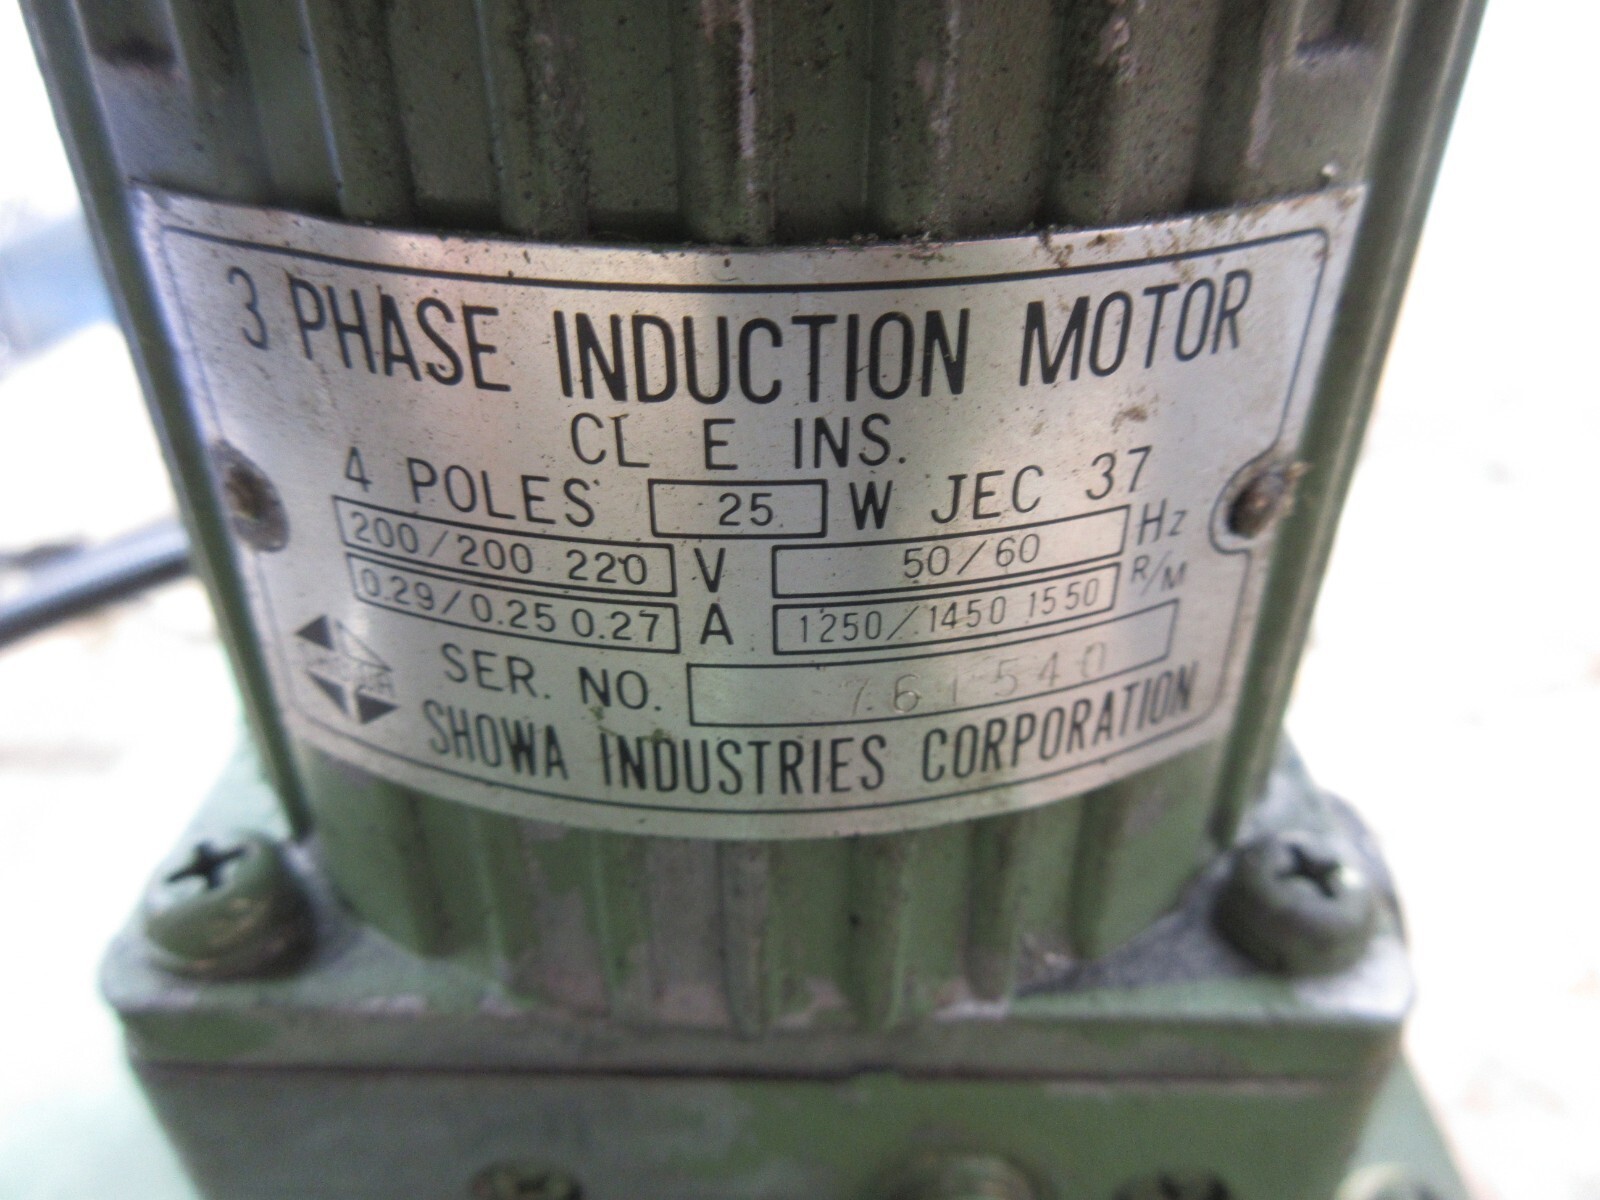 3 PHASE INDUCTION MOTOR
CL E INS.
4 POLES 25 W JEC 37
200/200 220 V 50/60 Hz
0.29/0.25 0.27 A 1250/1450 1550 R/M
SER. NO. 761540
SHOWA INDUSTRIES CORPORATION